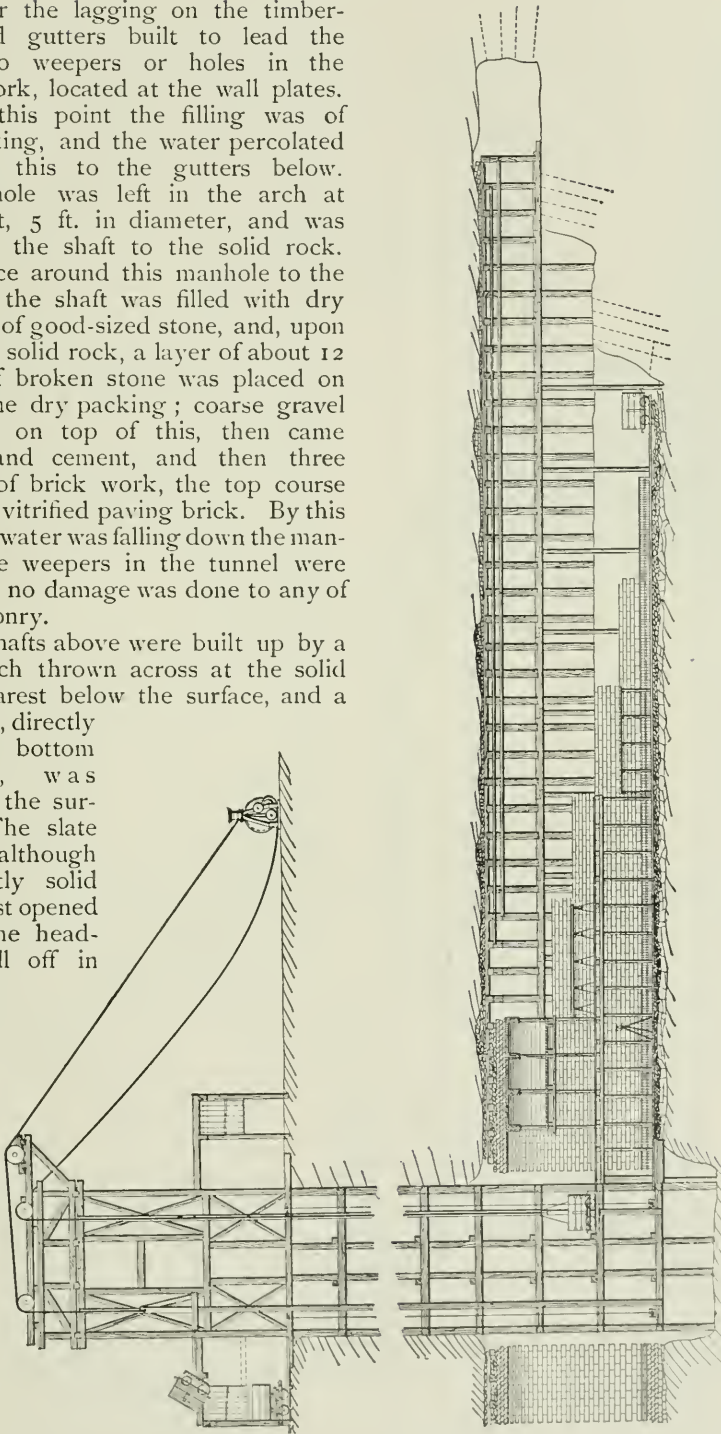 r the lagging on the timber-
l gutters built to lead the
o weepers or holes in the
ork, located at the wall plates.
this point the filling was of
ing, and the water percolated
this to the gutters below.
nole was left in the arch at
t, 5 ft. in diameter, and was
the shaft to the solid rock.
ce around this manhole to the
the shaft was filled with dry
of good-sized stone, and, upon
solid rock, a layer of about 12
f broken stone was placed on
ne dry packing; coarse gravel
on top of this, then came
and cement, and then three
of brick work, the top course
vitrified paving brick. By this
water was falling down the man-
e weepers in the tunnel were
no damage was done to any of
onry.
hafts above were built up by a
ch thrown across at the solid
arest below the surface, and a
, directly
bottom
, was
the sur-
The slate
although
tly solid
st opened
ne head-
ll off in